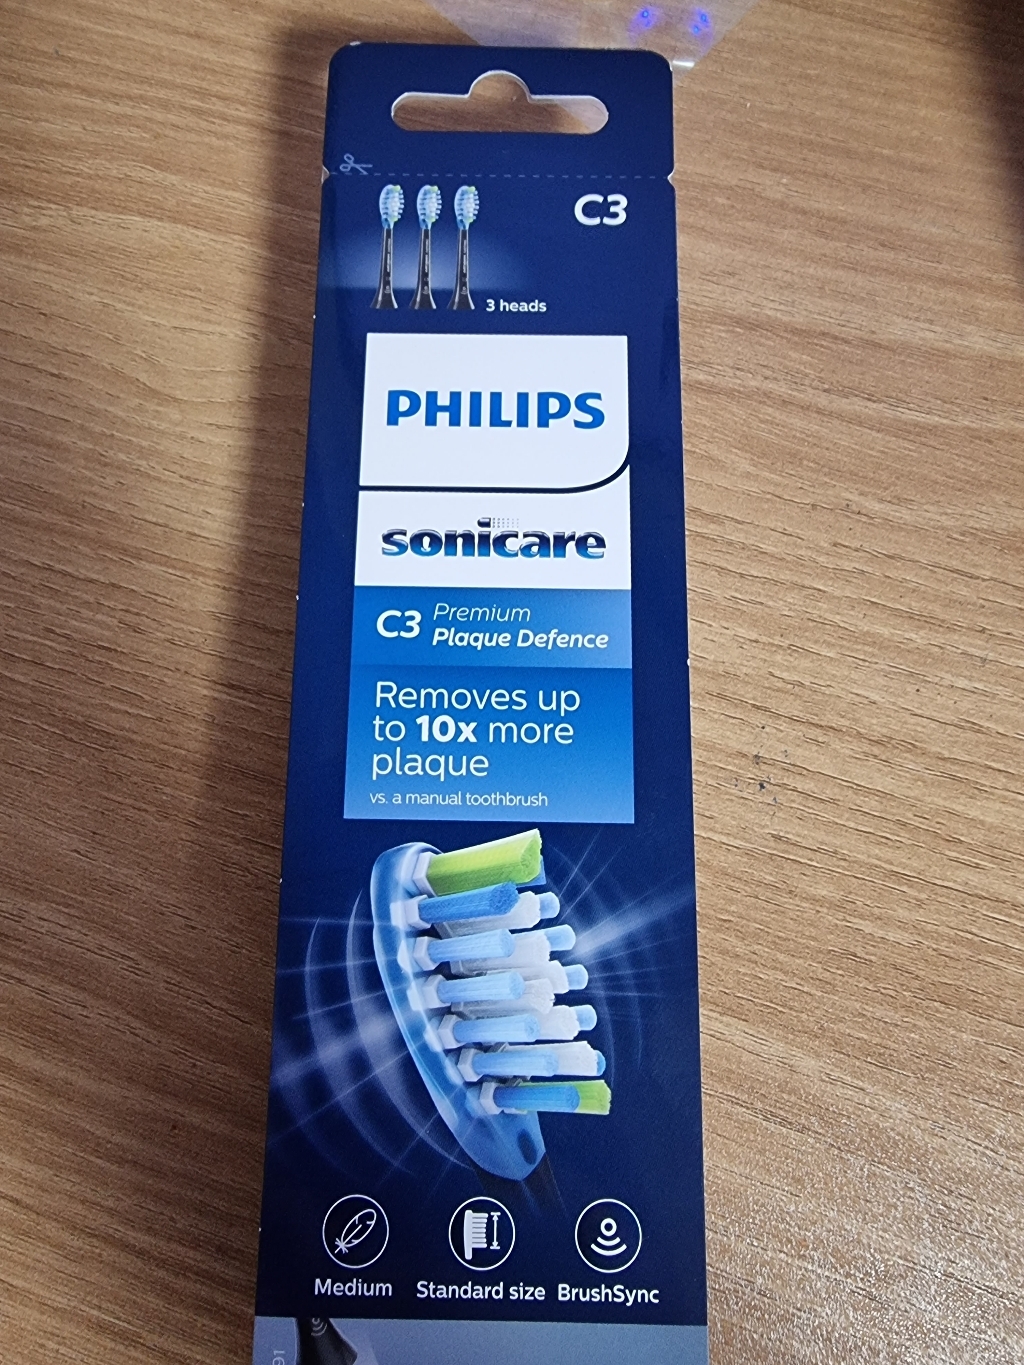 C3
3 heads
PHILIPS
sonicare
C3 Premium
Plaque Defence
Removes up
to 10x more
plaque
vs. a manual toothbrush
Medium Standard size BrushSync